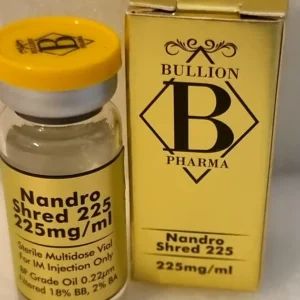 Nandro
Shred 225
225mg/ml
Sterile Multidose Vial
For IM Injection Only
BP Grade Oil 0.22µm
Filtered 18% BB, 2% BA
BULLION
B
PHARMA
Nandro
Shred 225
225mg/ml